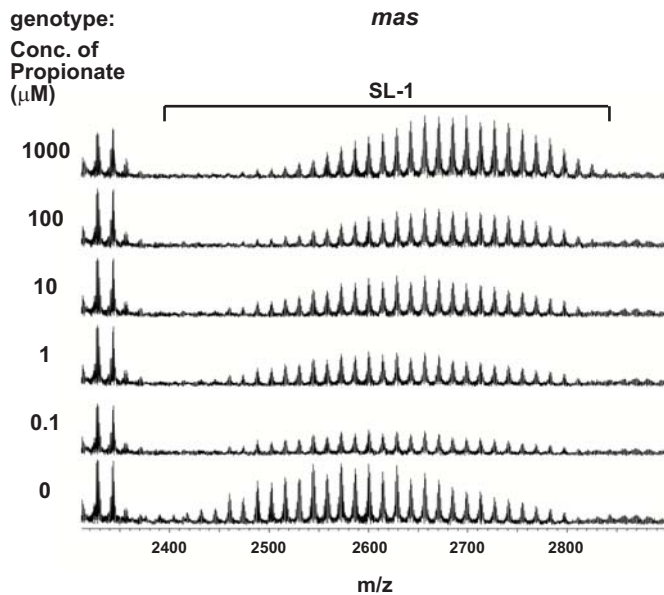 genotype: mas
Conc. of
Propionate
(μM)
SL-1
1000
100
10
1
0.1
0
2400 2500 2600 2700 2800
m/z